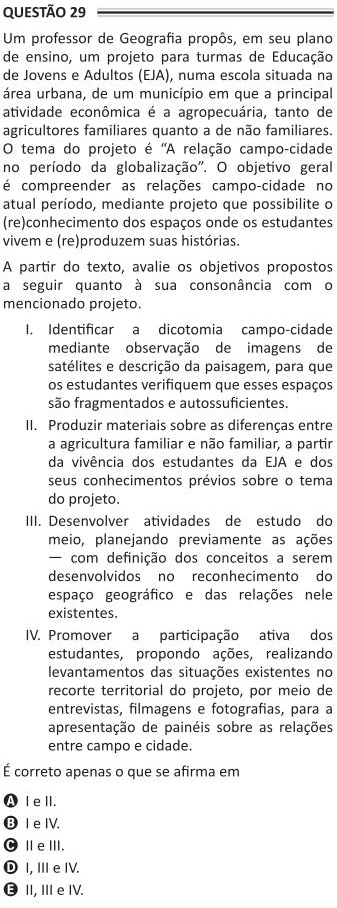 QUESTÃO 29
Um professor de Geografia propôs, em seu plano
de ensino, um projeto para turmas de Educação
de Jovens e Adultos (EJA), numa escola situada na
área urbana, de um município em que a principal
atividade econômica é a agropecuária, tanto de
agricultores familiares quanto a de não familiares.
O tema do projeto é “A relação campo-cidade
no período da globalização”. O objetivo geral
é compreender as relações campo-cidade no
atual período, mediante projeto que possibilite o
(re)conhecimento dos espaços onde os estudantes
vivem e (re)produzem suas histórias.
A partir do texto, avalie os objetivos propostos
a seguir quanto à sua consonância com o
mencionado projeto.
I. Identificar a dicotomia campo-cidade
mediante observação de imagens de
satélites e descrição da paisagem, para que
os estudantes verifiquem que esses espaços
são fragmentados e autossuficientes.
II. Produzir materiais sobre as diferenças entre
a agricultura familiar e não familiar, a partir
da vivência dos estudantes da EJA e dos
seus conhecimentos prévios sobre o tema
do projeto.
III. Desenvolver atividades de estudo do
meio, planejando previamente as ações
— com definição dos conceitos a serem
desenvolvidos no reconhecimento do
espaço geográfico e das relações nele
existentes.
IV. Promover a participação ativa dos
estudantes, propondo ações, realizando
levantamentos das situações existentes no
recorte territorial do projeto, por meio de
entrevistas, filmagens e fotografias, para a
apresentação de painéis sobre as relações
entre campo e cidade.
É correto apenas o que se afirma em
A I e II.
B I e IV.
C II e III.
D I, III e IV.
E II, III e IV.